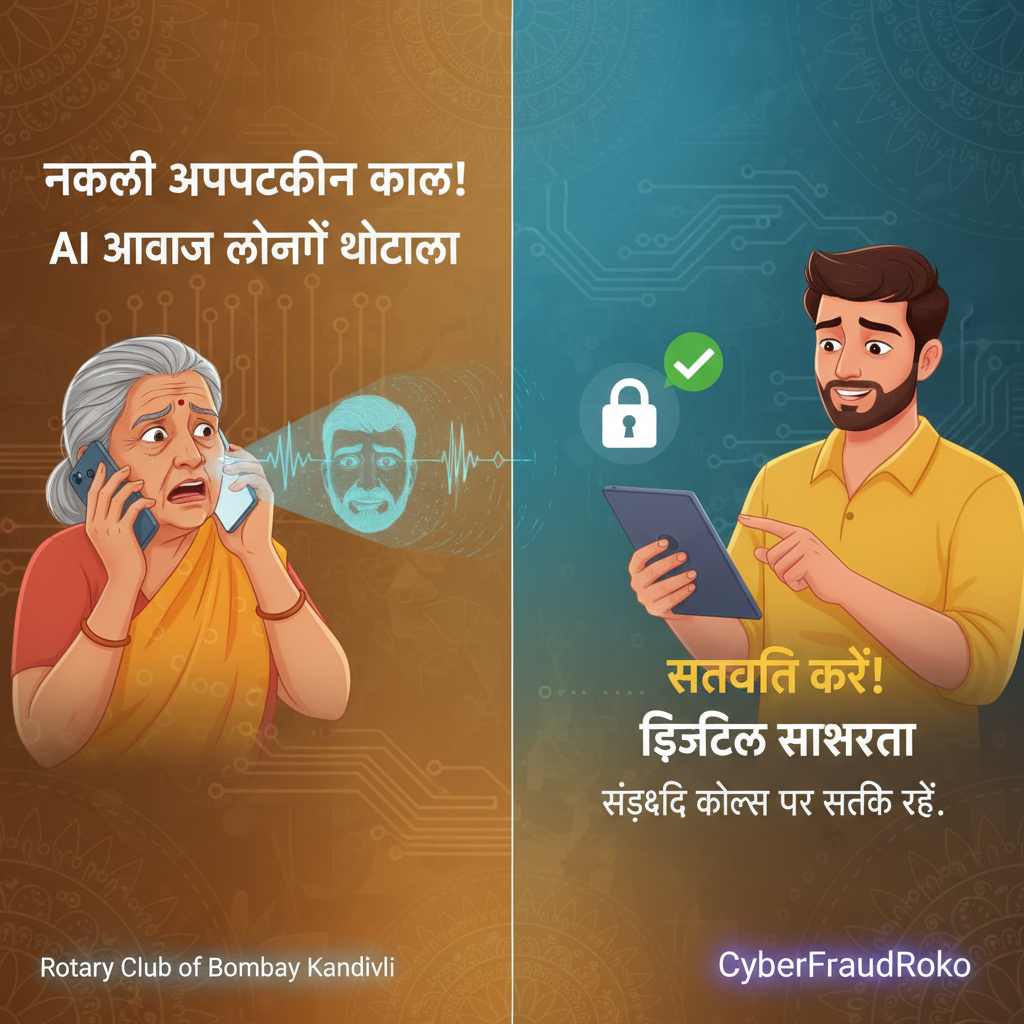 नकली अपपटकीन काल!
AI आवाज लोनगें थोटाला
सतवति करें!
ड़िजटिल साभरता
संड़क्षदि कोल्स पर सतकि रहें.
Rotary Club of Bombay Kandivli
CyberFraudRoko